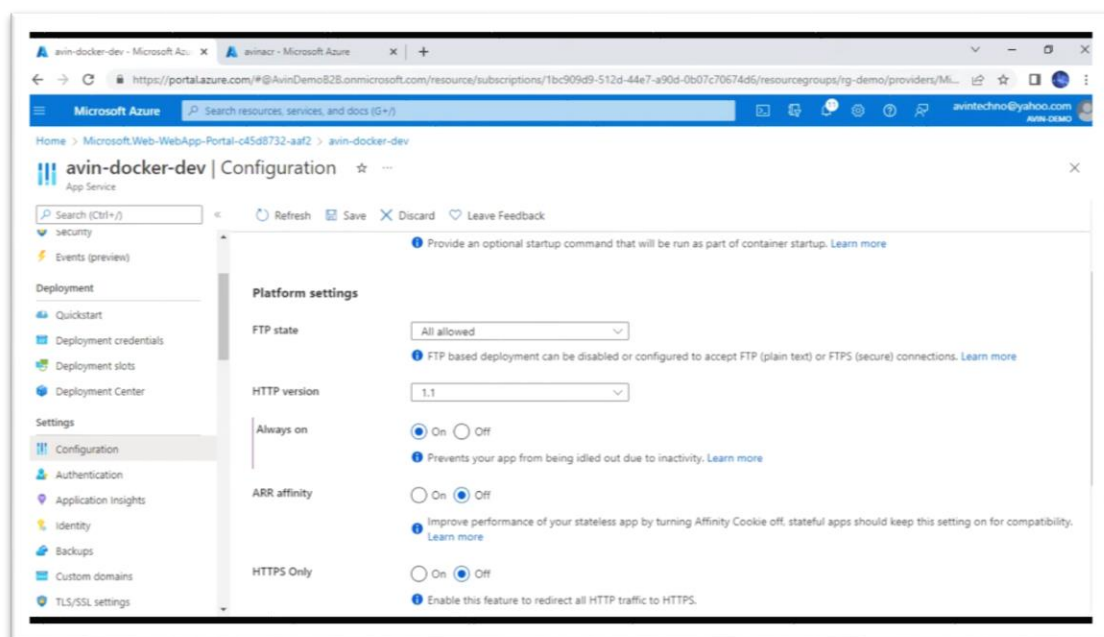 avin-docker-dev - Microsoft Azu
avinacr - Microsoft Azure
https://portal.azure.com/#@AvinDemoB2B.onmicrosoft.com/resource/subscriptions/1bc909d9-512d-44e7-a90d-0b07c70674d6/resourcegroups/rg-demo/providers/Mi...
Microsoft Azure
Search resources, services, and docs (G+/)
avintechno@yahoo.com
AVIN-DEMO
Home > Microsoft.Web-WebApp-Portal-c45d8732-aaf2 > avin-docker-dev
avin-docker-dev | Configuration
App Service
Search (Ctrl+/)
Refresh Save Discard Leave Feedback
Security
Events (preview)
Deployment
Quickstart
Deployment credentials
Deployment slots
Deployment Center
Settings
Configuration
Authentication
Application Insights
Identity
Backups
Custom domains
TLS/SSL settings
Provide an optional startup command that will be run as part of container startup. Learn more
Platform settings
FTP state
All allowed
FTP based deployment can be disabled or configured to accept FTP (plain text) or FTPS (secure) connections. Learn more
HTTP version
1.1
Always on
On Off
Prevents your app from being idled out due to inactivity. Learn more
ARR affinity
On Off
Improve performance of your stateless app by turning Affinity Cookie off, stateful apps should keep this setting on for compatibility.
Learn more
HTTPS Only
On Off
Enable this feature to redirect all HTTP traffic to HTTPS.